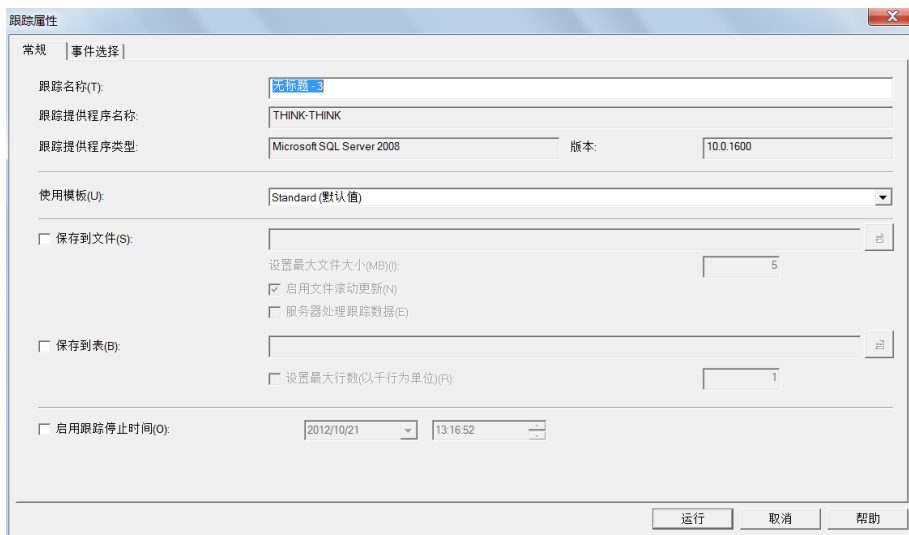 跟踪属性
常规 事件选择
跟踪名称(T): 无标题 - 3
跟踪提供程序名称: THINK-THINK
跟踪提供程序类型: Microsoft SQL Server 2008 版本: 10.0.1600
使用模板(U): Standard (默认值)
保存到文件(S):
设置最大文件大小(MB)(I): 5
启用文件滚动更新(N)
服务器处理跟踪数据(E)
保存到表(B):
设置最大行数(以千行为单位)(R): 1
启用跟踪停止时间(O): 2012/10/21 13:16:52
运行 取消 帮助